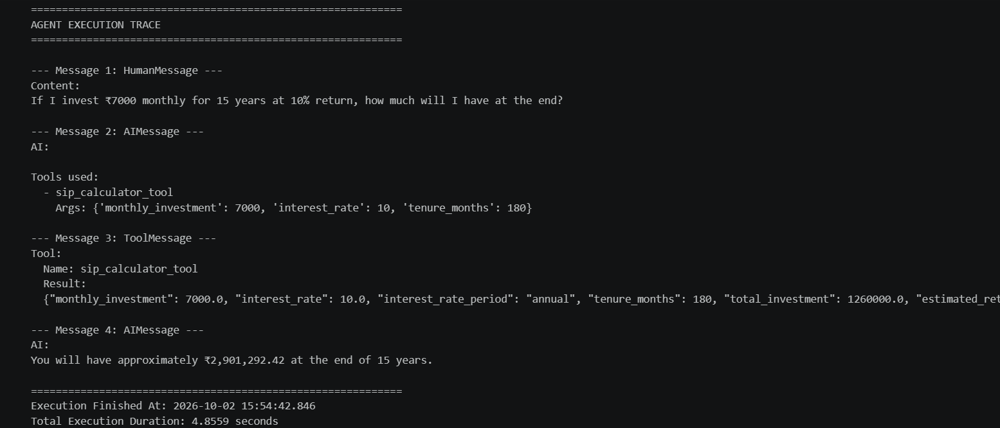 ============================================================
AGENT EXECUTION TRACE
============================================================
--- Message 1: HumanMessage ---
Content:
If I invest ₹7000 monthly for 15 years at 10% return, how much will I have at the end?
--- Message 2: AIMessage ---
AI:
Tools used:
- sip_calculator_tool
Args: {'monthly_investment': 7000, 'interest_rate': 10, 'tenure_months': 180}
--- Message 3: ToolMessage ---
Tool:
Name: sip_calculator_tool
Result:
{"monthly_investment": 7000.0, "interest_rate": 10.0, "interest_rate_period": "annual", "tenure_months": 180, "total_investment": 1260000.0, "estimated_ret
--- Message 4: AIMessage ---
AI:
You will have approximately ₹2,901,292.42 at the end of 15 years.
============================================================
Execution Finished At: 2026-10-02 15:54:42.846
Total Execution Duration: 4.8559 seconds